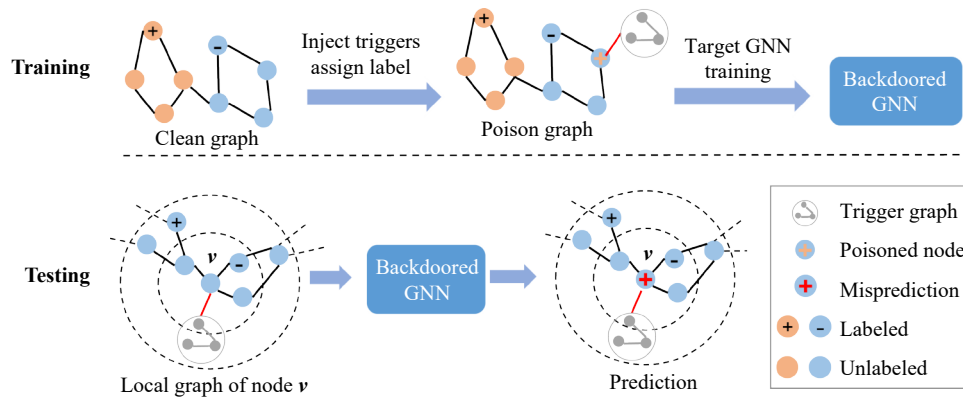 Training
+
-
Clean graph
Inject triggers
assign label
+
-
+
Poison graph
Target GNN
training
Backdoored
GNN
Testing
+
v
-
Local graph of node v
Backdoored
GNN
+
v
-
+
Prediction
Trigger graph
+ Poisoned node
+ Misprediction
+ - Labeled
Unlabeled